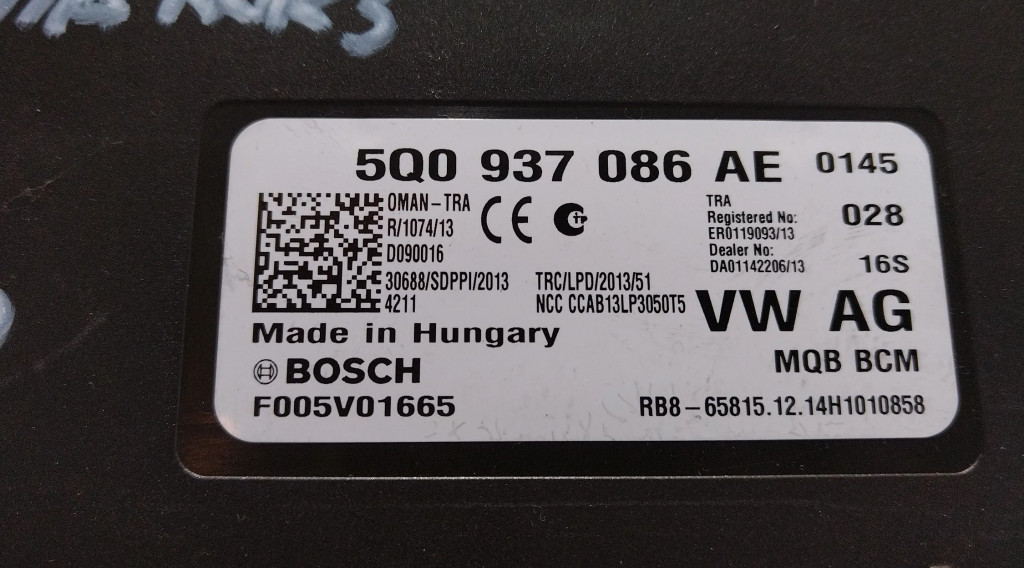 5Q0 937 086 AE 0145
OMAN-TRA
R/1074/13
D090016
30688/SDPPI/2013
4211
CE
TRC/LPD/2013/51
NCC CCAB13LP3050T5
TRA
Registered No:
ER0119093/13
Dealer No:
DA01142206/13
028
16S
VW AG
MQB BCM
Made in Hungary
BOSCH
F005V01665
RB8-65815.12.14H1010858